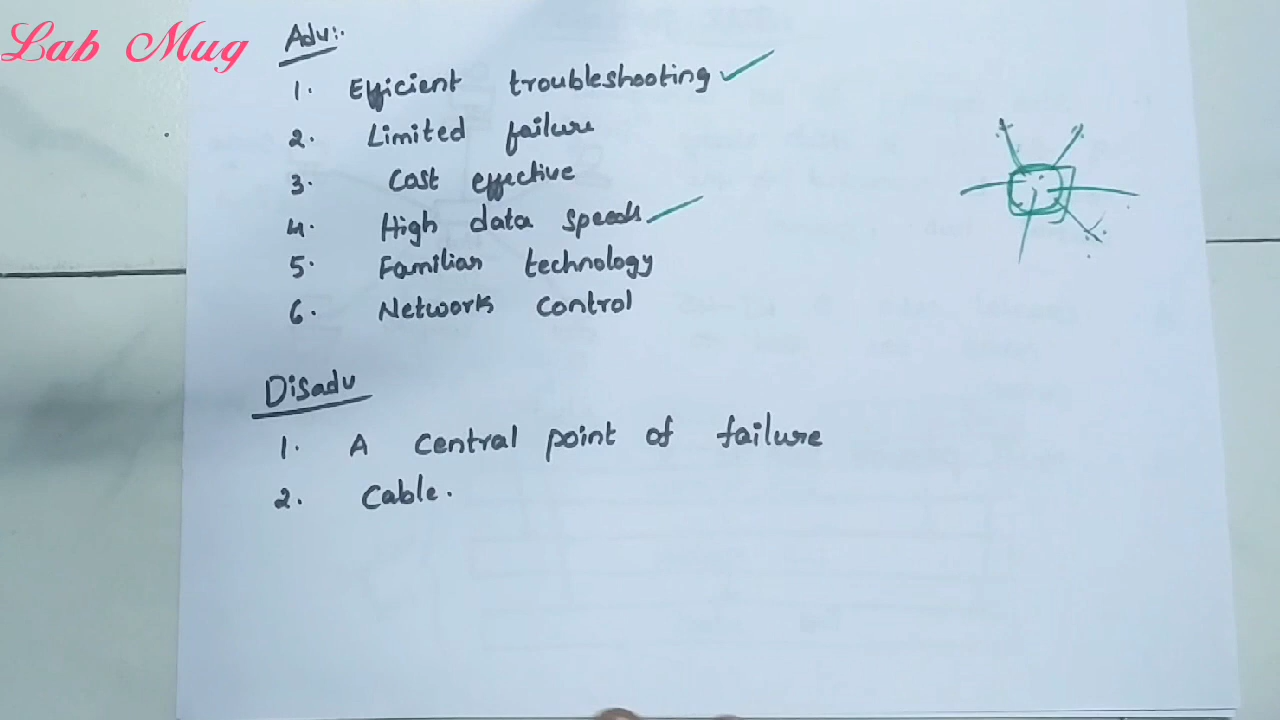 Lab Mug
Adv:-
1. Efficient troubleshooting
2. Limited failure
3. Cost effective
4. High data speeds
5. Familiar technology
6. Network control
Disadv
1. A central point of failure
2. Cable.